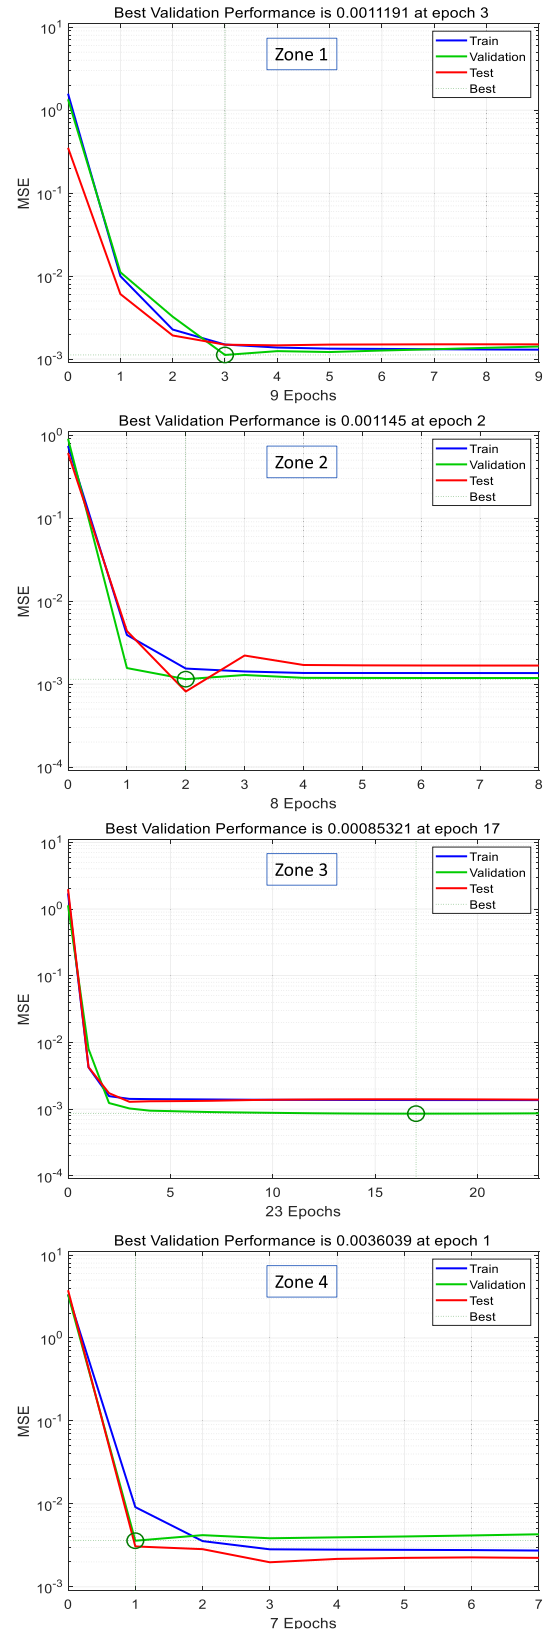 Best Validation Performance is 0.0011191 at epoch 3
Zone 1
Train
Validation
Test
Best
MSE
10^1
10^0
10^-1
10^-2
10^-3
0 1 2 3 4 5 6 7 8 9
9 Epochs
Best Validation Performance is 0.001145 at epoch 2
Zone 2
Train
Validation
Test
Best
MSE
10^0
10^-1
10^-2
10^-3
10^-4
0 1 2 3 4 5 6 7 8
8 Epochs
Best Validation Performance is 0.00085321 at epoch 17
Zone 3
Train
Validation
Test
Best
MSE
10^1
10^0
10^-1
10^-2
10^-3
10^-4
0 5 10 15 20
23 Epochs
Best Validation Performance is 0.0036039 at epoch 1
Zone 4
Train
Validation
Test
Best
MSE
10^1
10^0
10^-1
10^-2
10^-3
0 1 2 3 4 5 6 7
7 Epochs